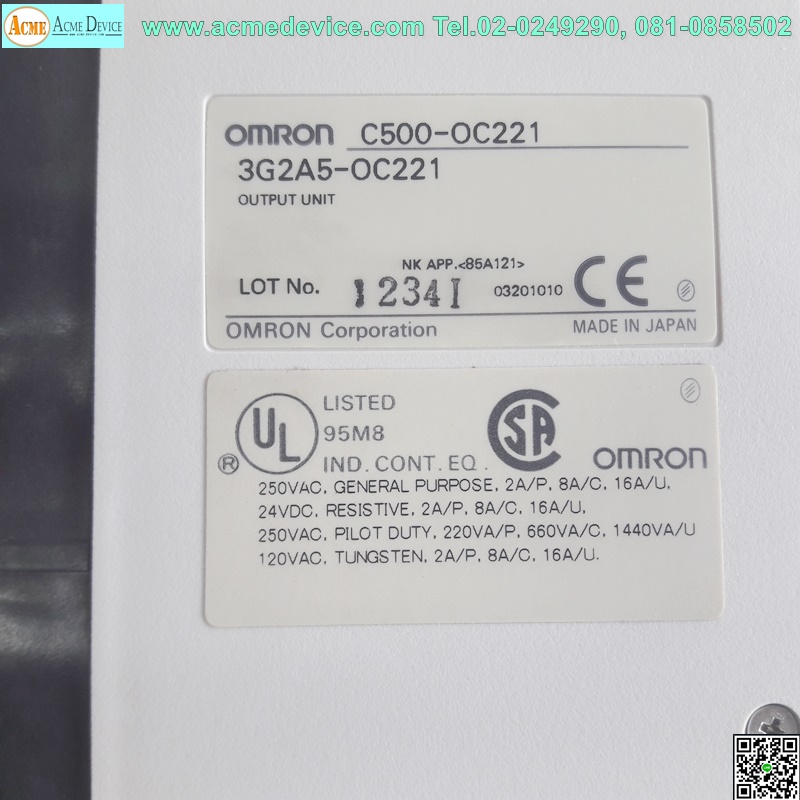 ACME ACME DEVICE www.acmedevice.com Tel.02-0249290, 081-0858502
OMRON C500-OC221
3G2A5-OC221
OUTPUT UNIT
NK APP.<85A121>
LOT No. 1234I 03201010 CE
OMRON Corporation MADE IN JAPAN
UL LISTED
95M8
® IND. CONT. EQ. SA OMRON
250VAC, GENERAL PURPOSE, 2A/P, 8A/C, 16A/U,
24VDC, RESISTIVE, 2A/P, 8A/C, 16A/U,
250VAC, PILOT DUTY, 220VA/P, 660VA/C, 1440VA/U
120VAC, TUNGSTEN, 2A/P, 8A/C, 16A/U.